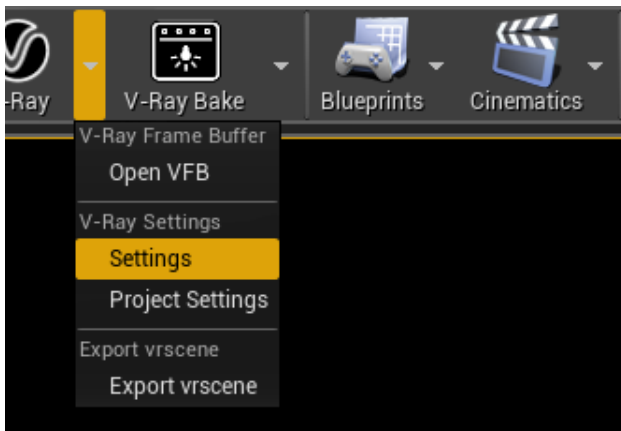 -Ray
V-Ray Bake
Blueprints
Cinematics
V-Ray Frame Buffer
Open VFB
V-Ray Settings
Settings
Project Settings
Export vrscene
Export vrscene